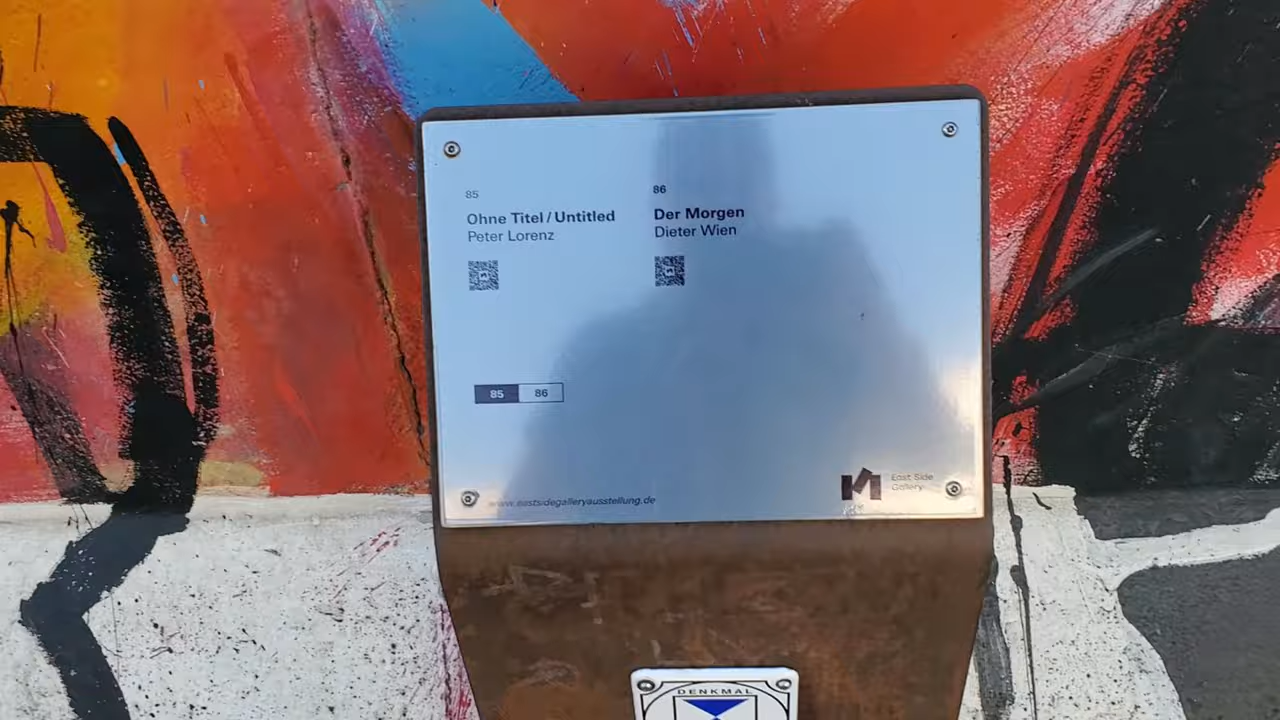 85
Ohne Titel / Untitled
Peter Lorenz
86
Der Morgen
Dieter Wien
85 86
www.eastsidegalleryausstellung.de
East Side
Gallery
DENKMAL